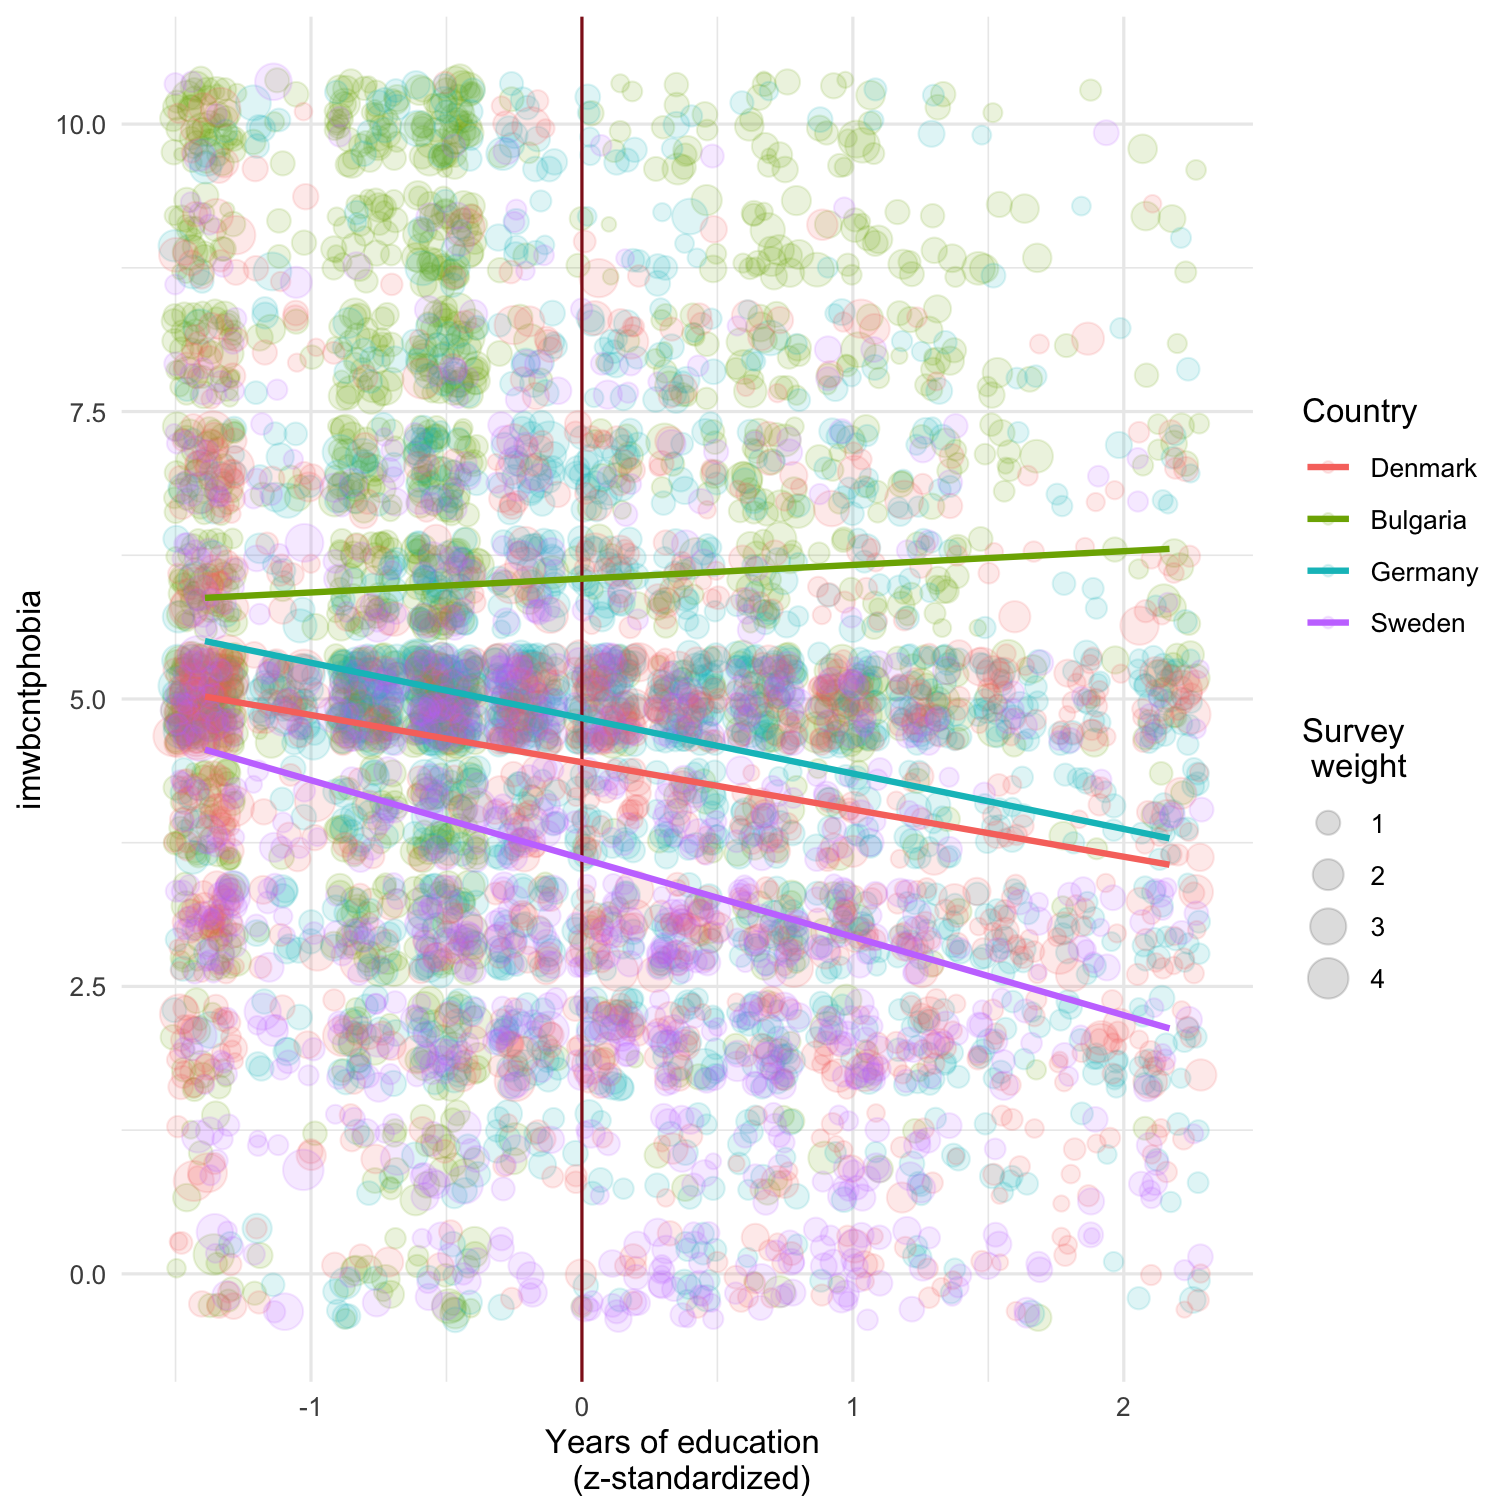 10.0
7.5
5.0
2.5
0.0
imwbcntphobia
-1
0
1
2
Years of education
(z-standardized)
Country
Denmark
Bulgaria
Germany
Sweden
Survey
weight
1
2
3
4